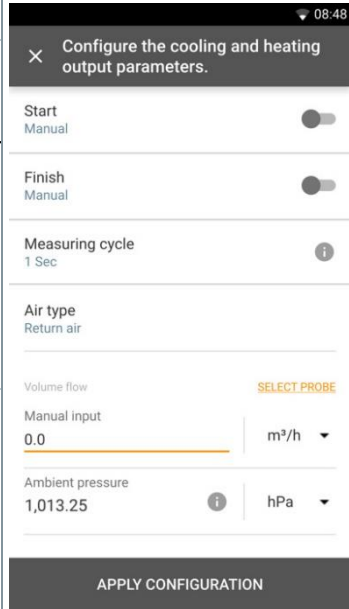 08:48
Configure the cooling and heating
output parameters.
Start
Manual
Finish
Manual
Measuring cycle
1 Sec
Air type
Return air
Volume flow SELECT PROBE
Manual input
0.0 m³/h
Ambient pressure
1,013.25 hPa
APPLY CONFIGURATION